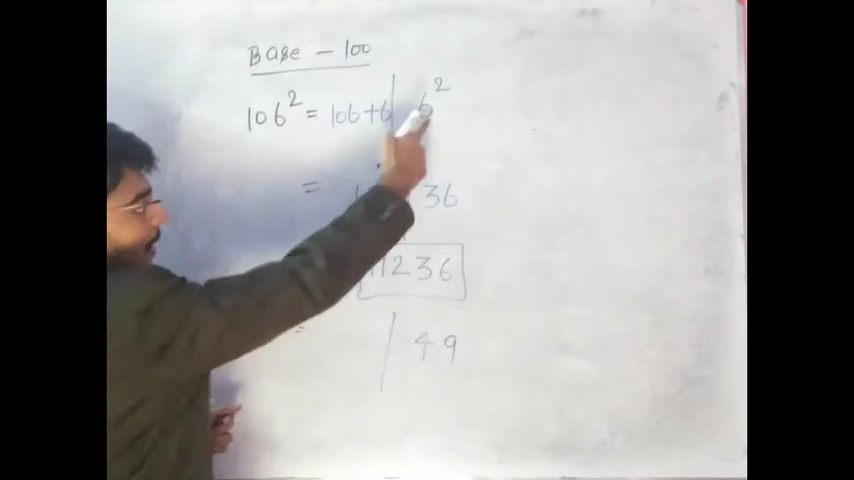 Base - 100
106² = 106+6 | 6²
= 36
11236
| 49